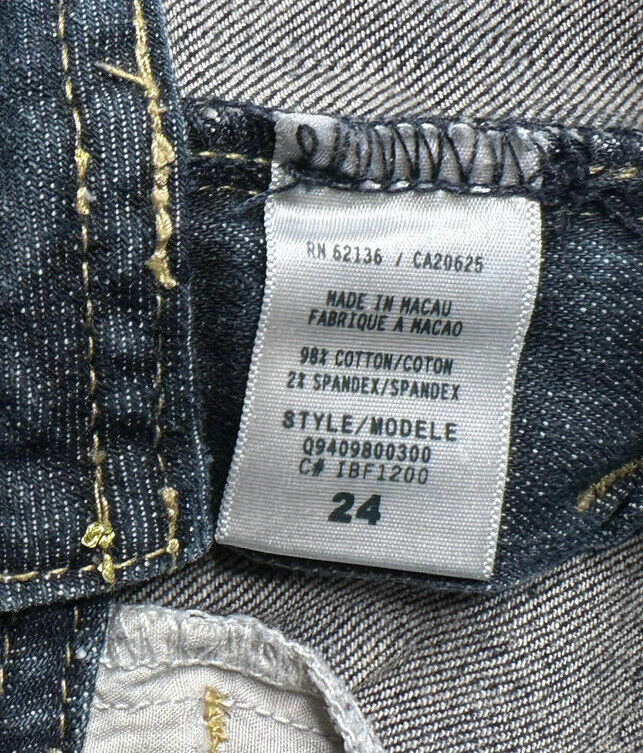 RN 62136 / CA20625
MADE IN MACAU
FABRIQUE A MACAO
98% COTTON/COTON
2% SPANDEX/SPANDEX
STYLE/MODELE
Q9409800300
C# IBF1200
24